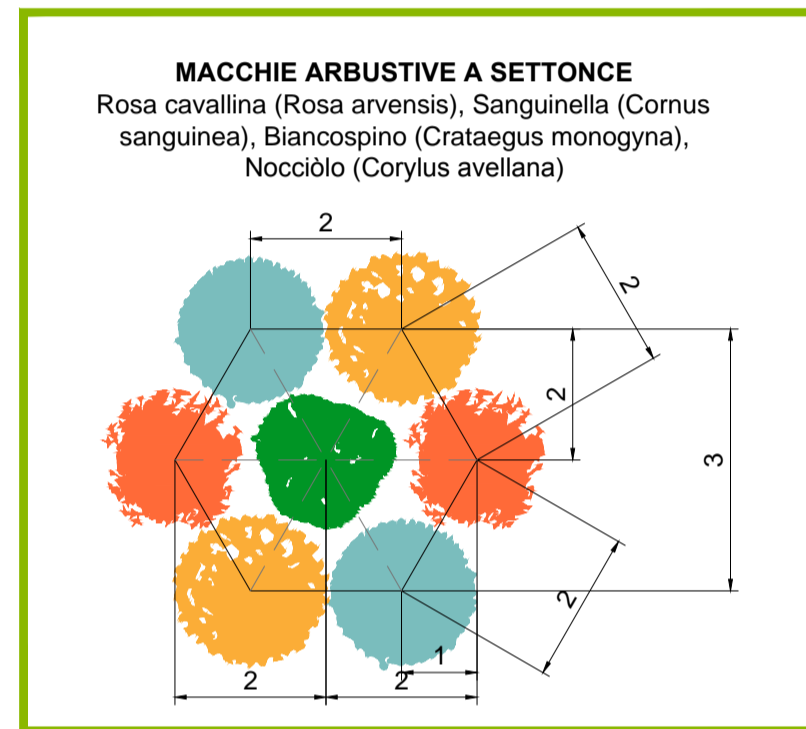 MACCHIE ARBUSTIVE A SETTONCE
Rosa cavallina (Rosa arvensis), Sanguinella (Cornus
sanguinea), Biancospino (Crataegus monogyna),
Nocciòlo (Corylus avellana)
2
2
2
3
2
1
2
2